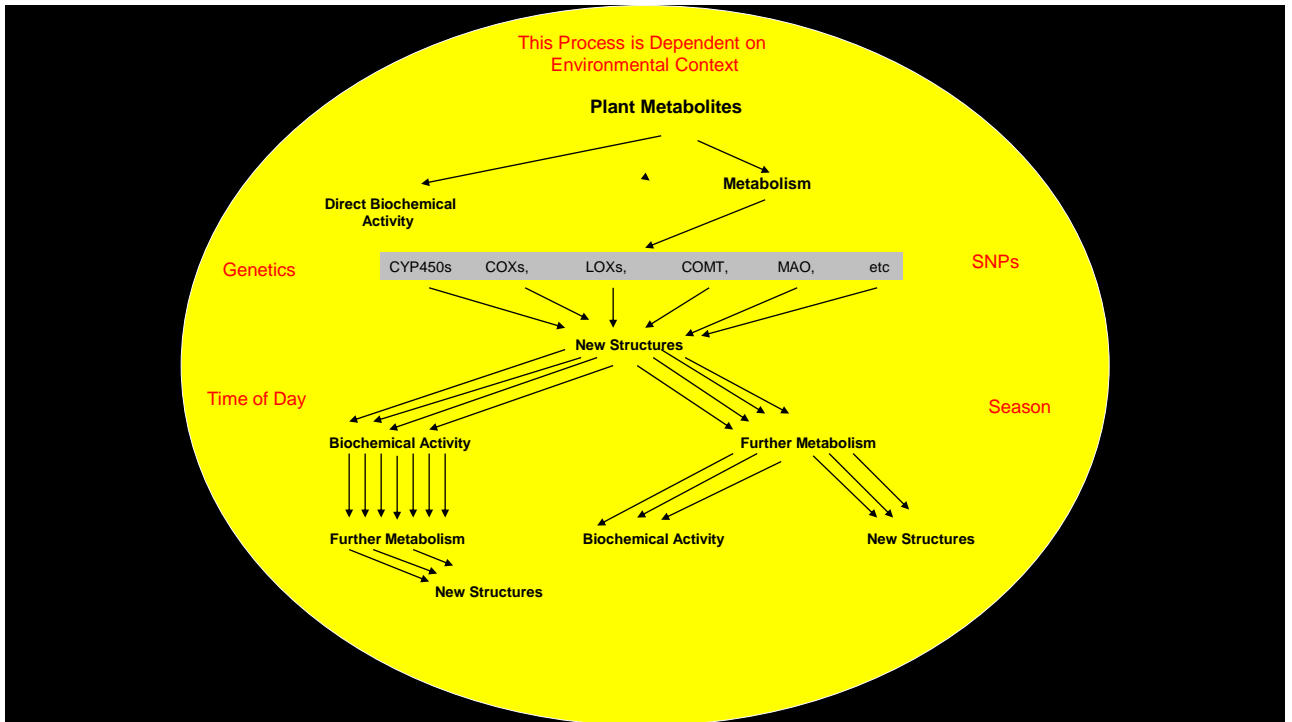 This Process is Dependent on
Environmental Context
Plant Metabolites
Metabolism
Direct Biochemical
Activity
Genetics
CYP450s COXs, LOXs, COMT, MAO, etc
SNPs
New Structures
Time of Day
Season
Biochemical Activity
Further Metabolism
Further Metabolism
Biochemical Activity
New Structures
New Structures